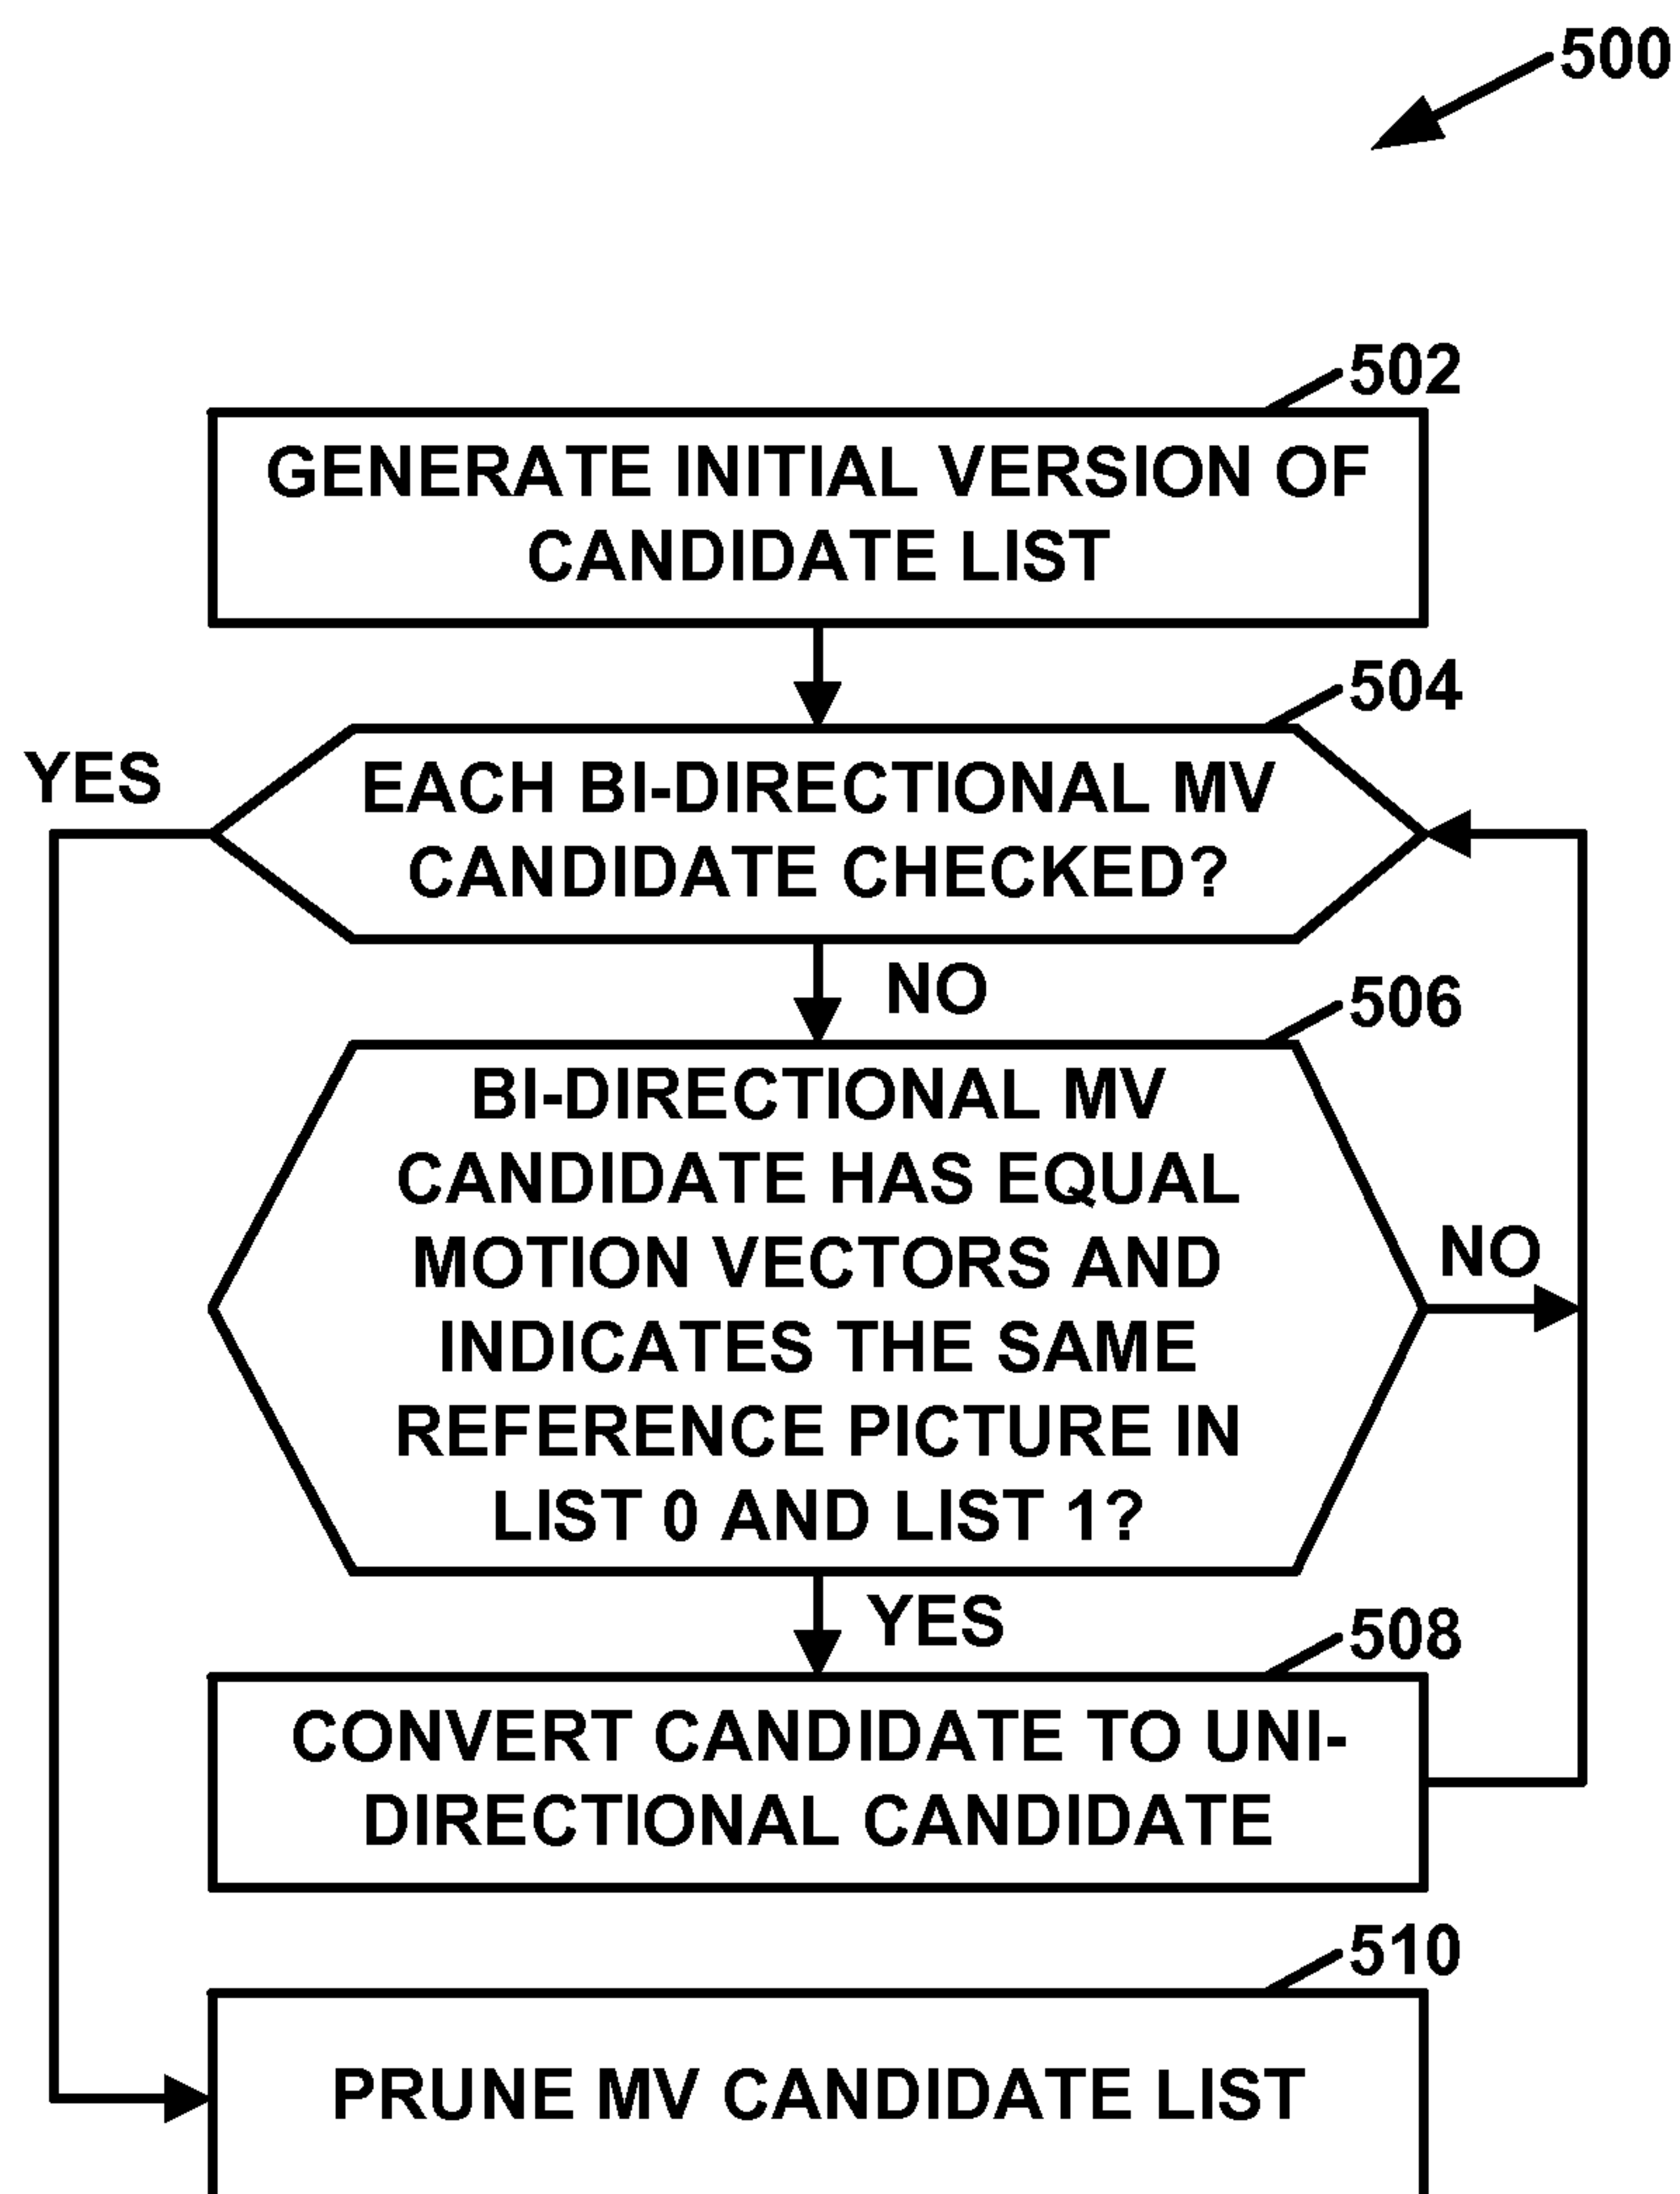 500
502
GENERATE INITIAL VERSION OF
CANDIDATE LIST
504
YES
EACH BI-DIRECTIONAL MV
CANDIDATE CHECKED?
NO
506
BI-DIRECTIONAL MV
CANDIDATE HAS EQUAL
MOTION VECTORS AND
INDICATES THE SAME
REFERENCE PICTURE IN
LIST 0 AND LIST 1?
NO
YES
508
CONVERT CANDIDATE TO UNI-
DIRECTIONAL CANDIDATE
510
PRUNE MV CANDIDATE LIST